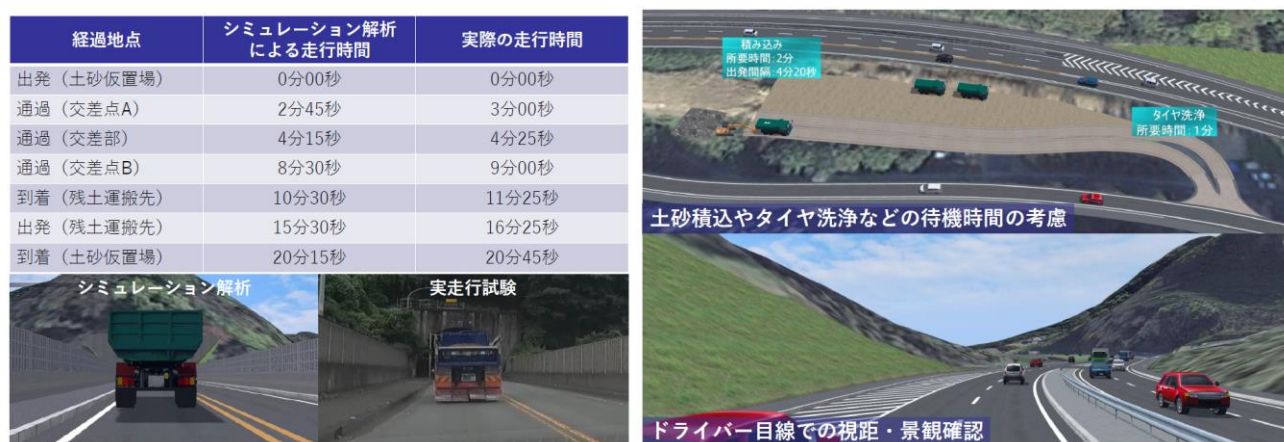 経過地点 シミュレーション解析による走行時間 実際の走行時間
出発（土砂仮置場） 0分00秒 0分00秒
通過（交差点A） 2分45秒 3分00秒
通過（交差部） 4分15秒 4分25秒
通過（交差点B） 8分30秒 9分00秒
到着（残土運搬先） 10分30秒 11分25秒
出発（残土運搬先） 15分30秒 16分25秒
到着（土砂仮置場） 20分15秒 20分45秒
シミュレーション解析
実走行試験
積み込み
所要時間:2分
出発間隔:4分20秒
タイヤ洗浄
所要時間:1分
土砂積込やタイヤ洗浄などの待機時間の考慮
ドライバー目線での視距・景観確認